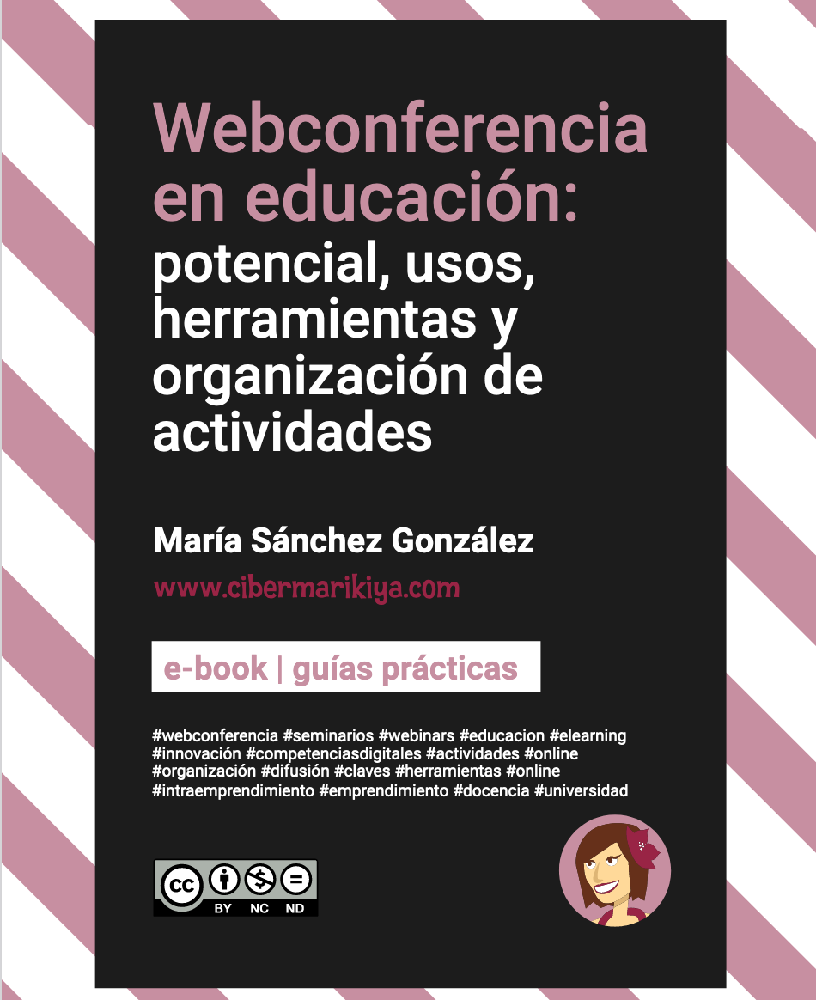 Webconferencia
en educación:
potencial, usos,
herramientas y
organización de
actividades
María Sánchez González
www.cibermarikiya.com
e-book | guías prácticas
#webconferencia #seminarios #webinars #educacion #elearning
#innovación #competenciasdigitales #actividades #online
#organización #difusión #claves #herramientas #online
#intraemprendimiento #emprendimiento #docencia #universidad
cc
BY NC ND